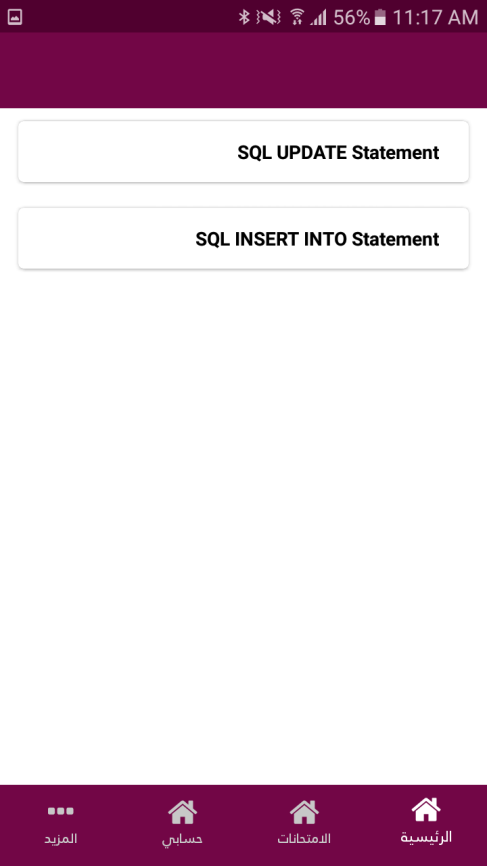 56% 11:17 AM
SQL UPDATE Statement
SQL INSERT INTO Statement
الرئيسية
الامتحانات
حسابي
المزيد